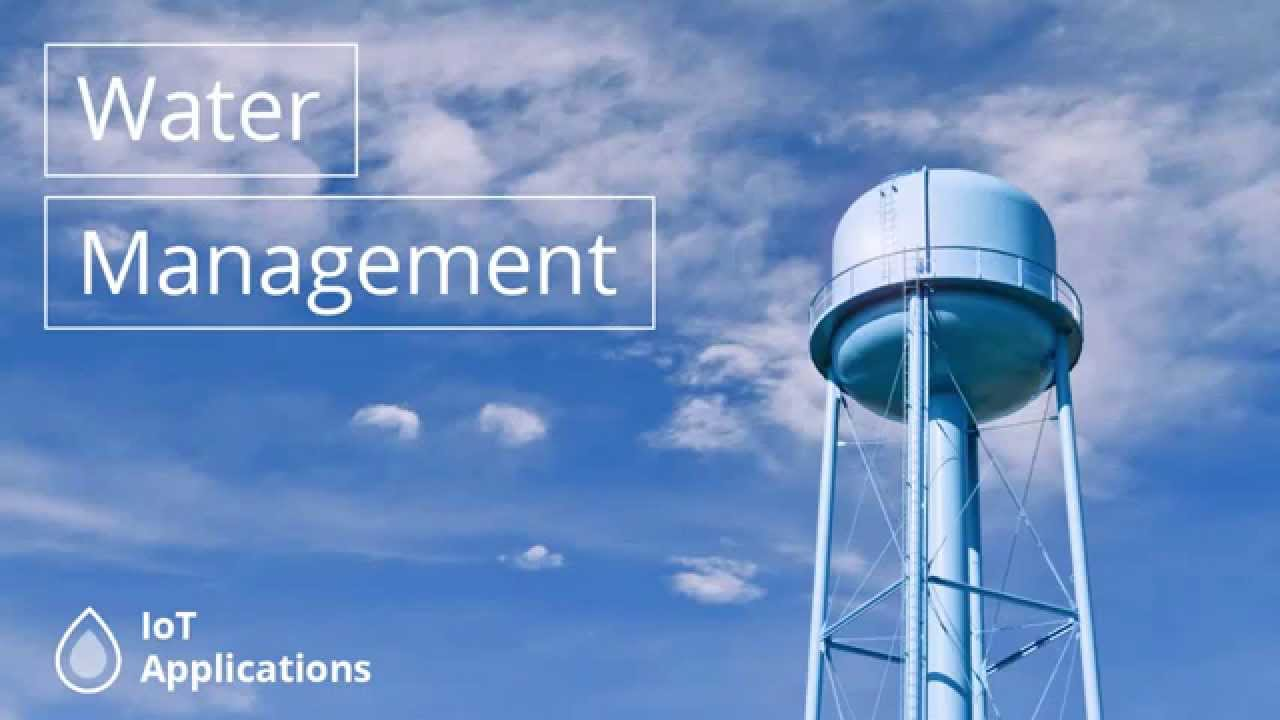 Water
Management
IoT
Applications